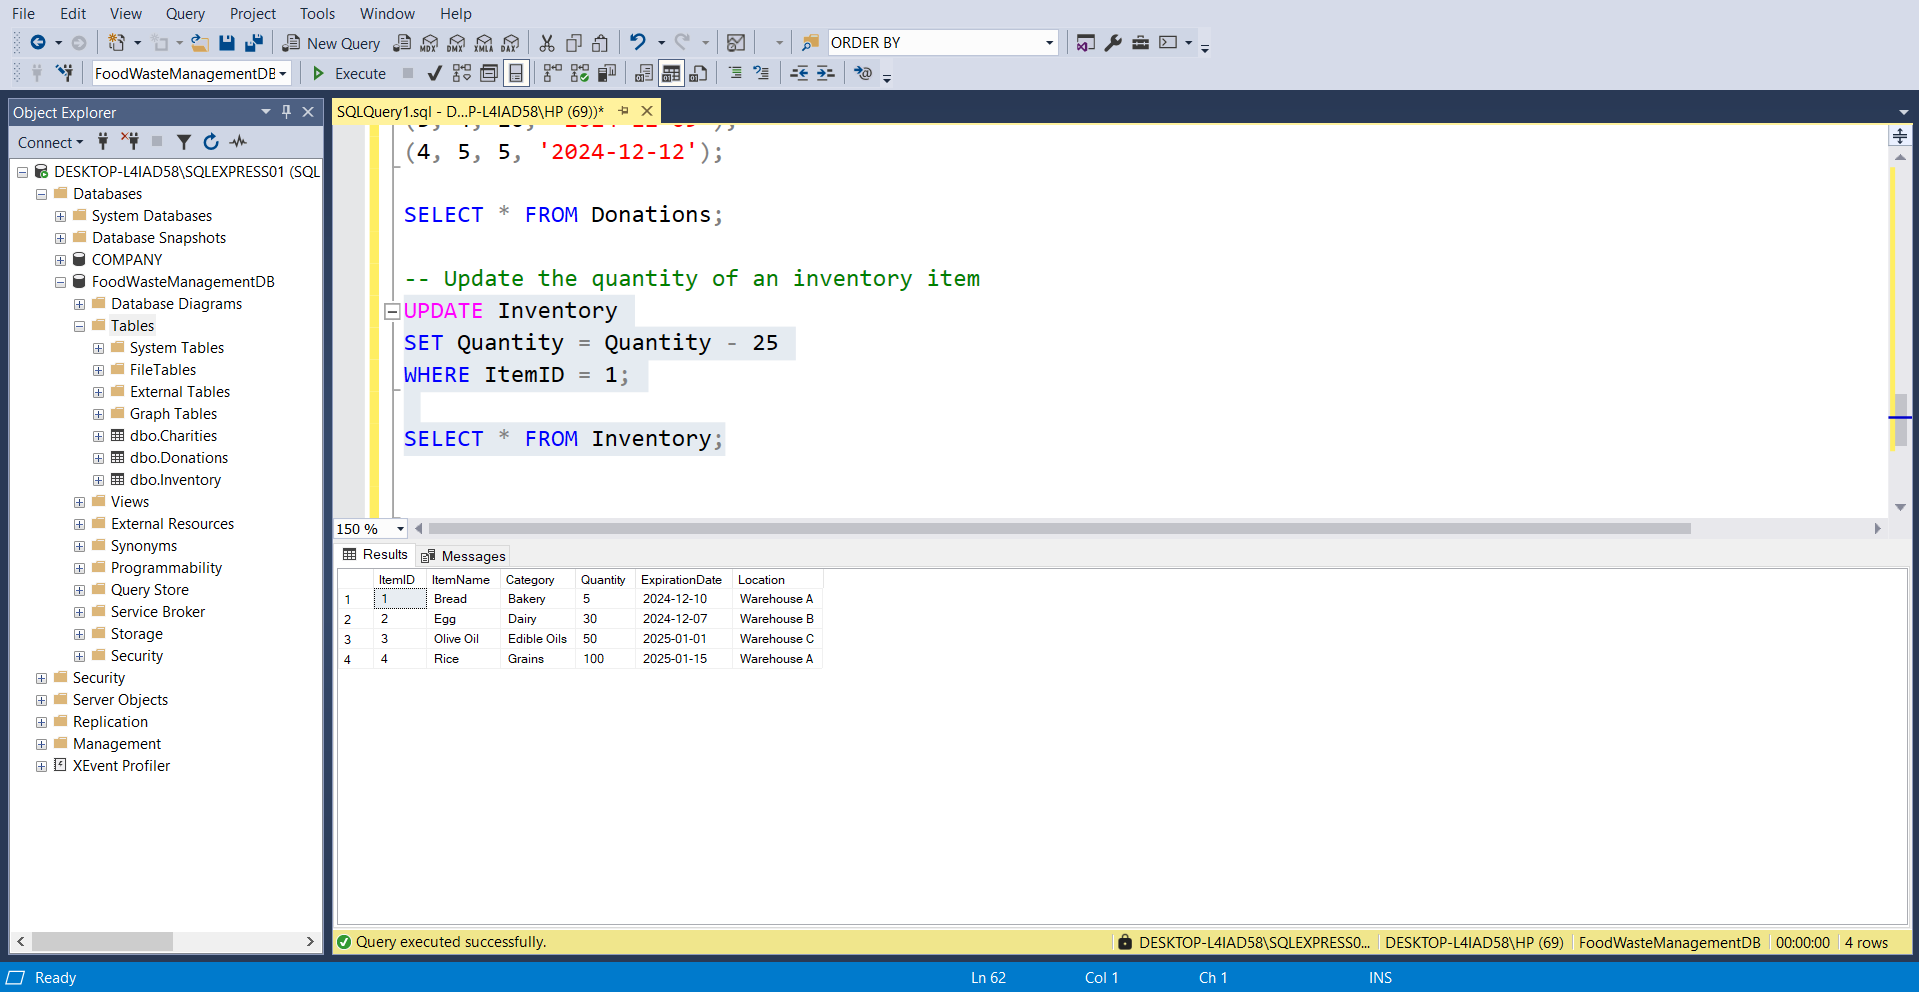 File Edit View Query Project Tools Window Help
New Query MDX DMX XMLA DAX ORDER BY
FoodWasteManagementDB Execute
Object Explorer
Connect
DESKTOP-L4IAD58\SQLEXPRESS01 (SQL
Databases
System Databases
Database Snapshots
COMPANY
FoodWasteManagementDB
Database Diagrams
Tables
System Tables
FileTables
External Tables
Graph Tables
dbo.Charities
dbo.Donations
dbo.Inventory
Views
External Resources
Synonyms
Programmability
Query Store
Service Broker
Storage
Security
Security
Server Objects
Replication
Management
XEvent Profiler
SQLQuery1.sql - D...P-L4IAD58\HP (69))*
(4, 5, 5, '2024-12-12');
SELECT * FROM Donations;
-- Update the quantity of an inventory item
UPDATE Inventory
SET Quantity = Quantity - 25
WHERE ItemID = 1;
SELECT * FROM Inventory;
150 %
Results Messages
ItemID ItemName Category Quantity ExpirationDate Location
1 1 Bread Bakery 5 2024-12-10 Warehouse A
2 2 Egg Dairy 30 2024-12-07 Warehouse B
3 3 Olive Oil Edible Oils 50 2025-01-01 Warehouse C
4 4 Rice Grains 100 2025-01-15 Warehouse A
Query executed successfully. DESKTOP-L4IAD58\SQLEXPRESS0... DESKTOP-L4IAD58\HP (69) FoodWasteManagementDB 00:00:00 4 rows
Ready Ln 62 Col 1 Ch 1 INS